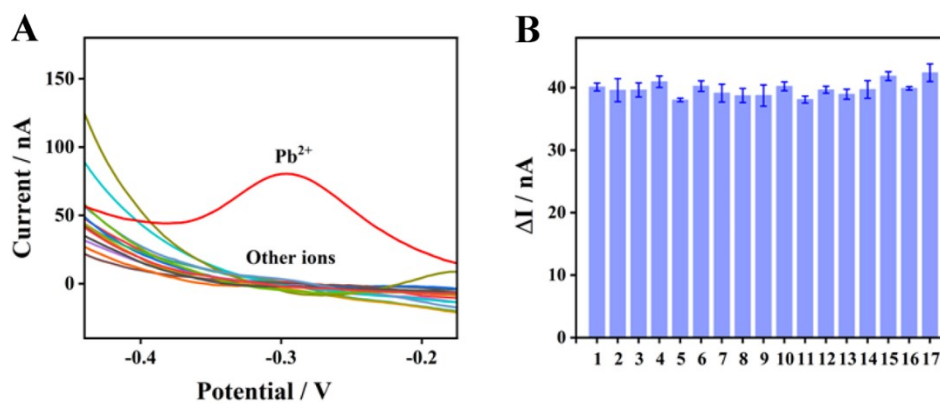 A
Current / nA
150
100
50
0
Pb²⁺
Other ions
-0.4
-0.3
-0.2
Potential / V
B
ΔI / nA
40
30
20
10
0
1 2 3 4 5 6 7 8 9 10 11 12 13 14 15 16 17